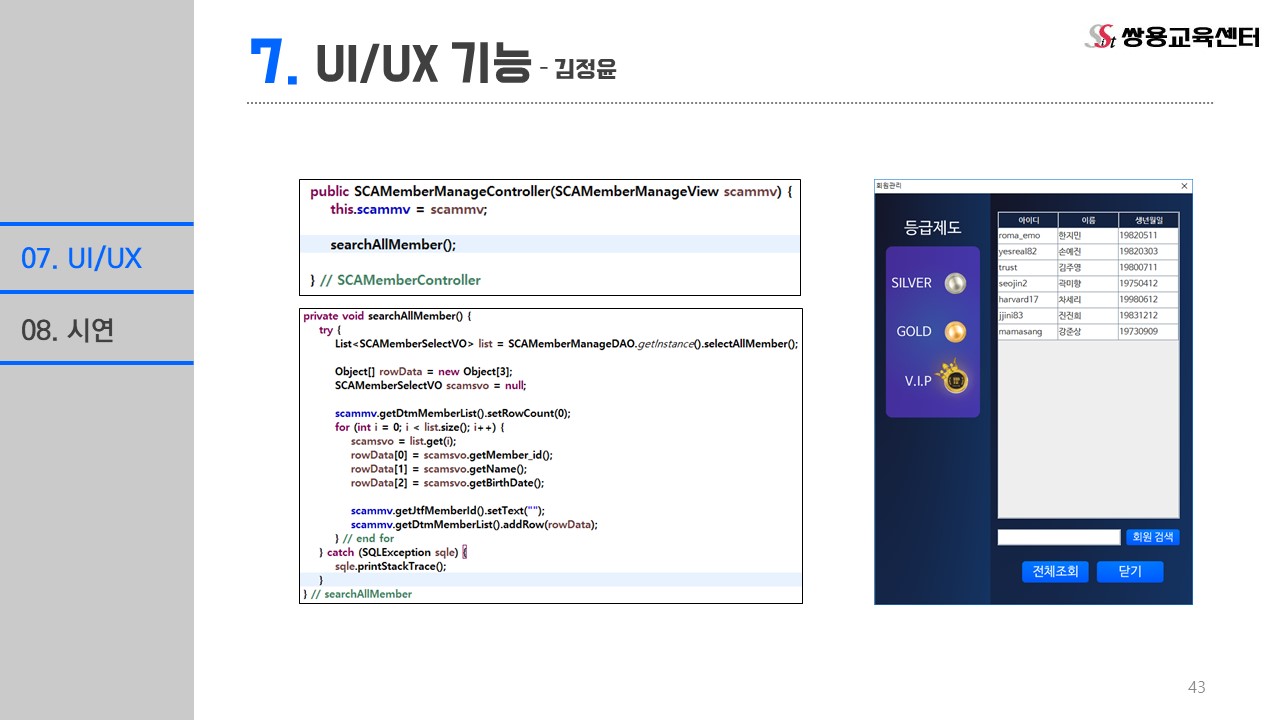 7. UI/UX 기능 - 김정윤
쌍용교육센터
07. UI/UX
08. 시연
public SCAMemberManageController(SCAMemberManageView scammv) {
this.scammv = scammv;
searchAllMember();
} // SCAMemberController
private void searchAllMember() {
try {
List<SCAMemberSelectVO> list = SCAMemberManageDAO.getInstance().selectAllMember();
Object[] rowData = new Object[3];
SCAMemberSelectVO scamsvo = null;
scammv.getDtmMemberList().setRowCount(0);
for (int i = 0; i < list.size(); i++) {
scamsvo = list.get(i);
rowData[0] = scamsvo.getMember_id();
rowData[1] = scamsvo.getName();
rowData[2] = scamsvo.getBirthDate();
scammv.getJtfMemberId().setText("");
scammv.getDtmMemberList().addRow(rowData);
} // end for
} catch (SQLException sqle) {
sqle.printStackTrace();
}
} // searchAllMember
회원관리
등급제도
SILVER
GOLD
V.I.P
아이디 이름 생년월일
roma_emo 한지민 19820511
yesreal82 손예진 19820303
trust 김주영 19800711
seojin2 곽미향 19750412
harvard17 차세리 19980612
jjini83 진진희 19831212
mamasang 강준상 19730909
회원 검색
전체조회 닫기
43